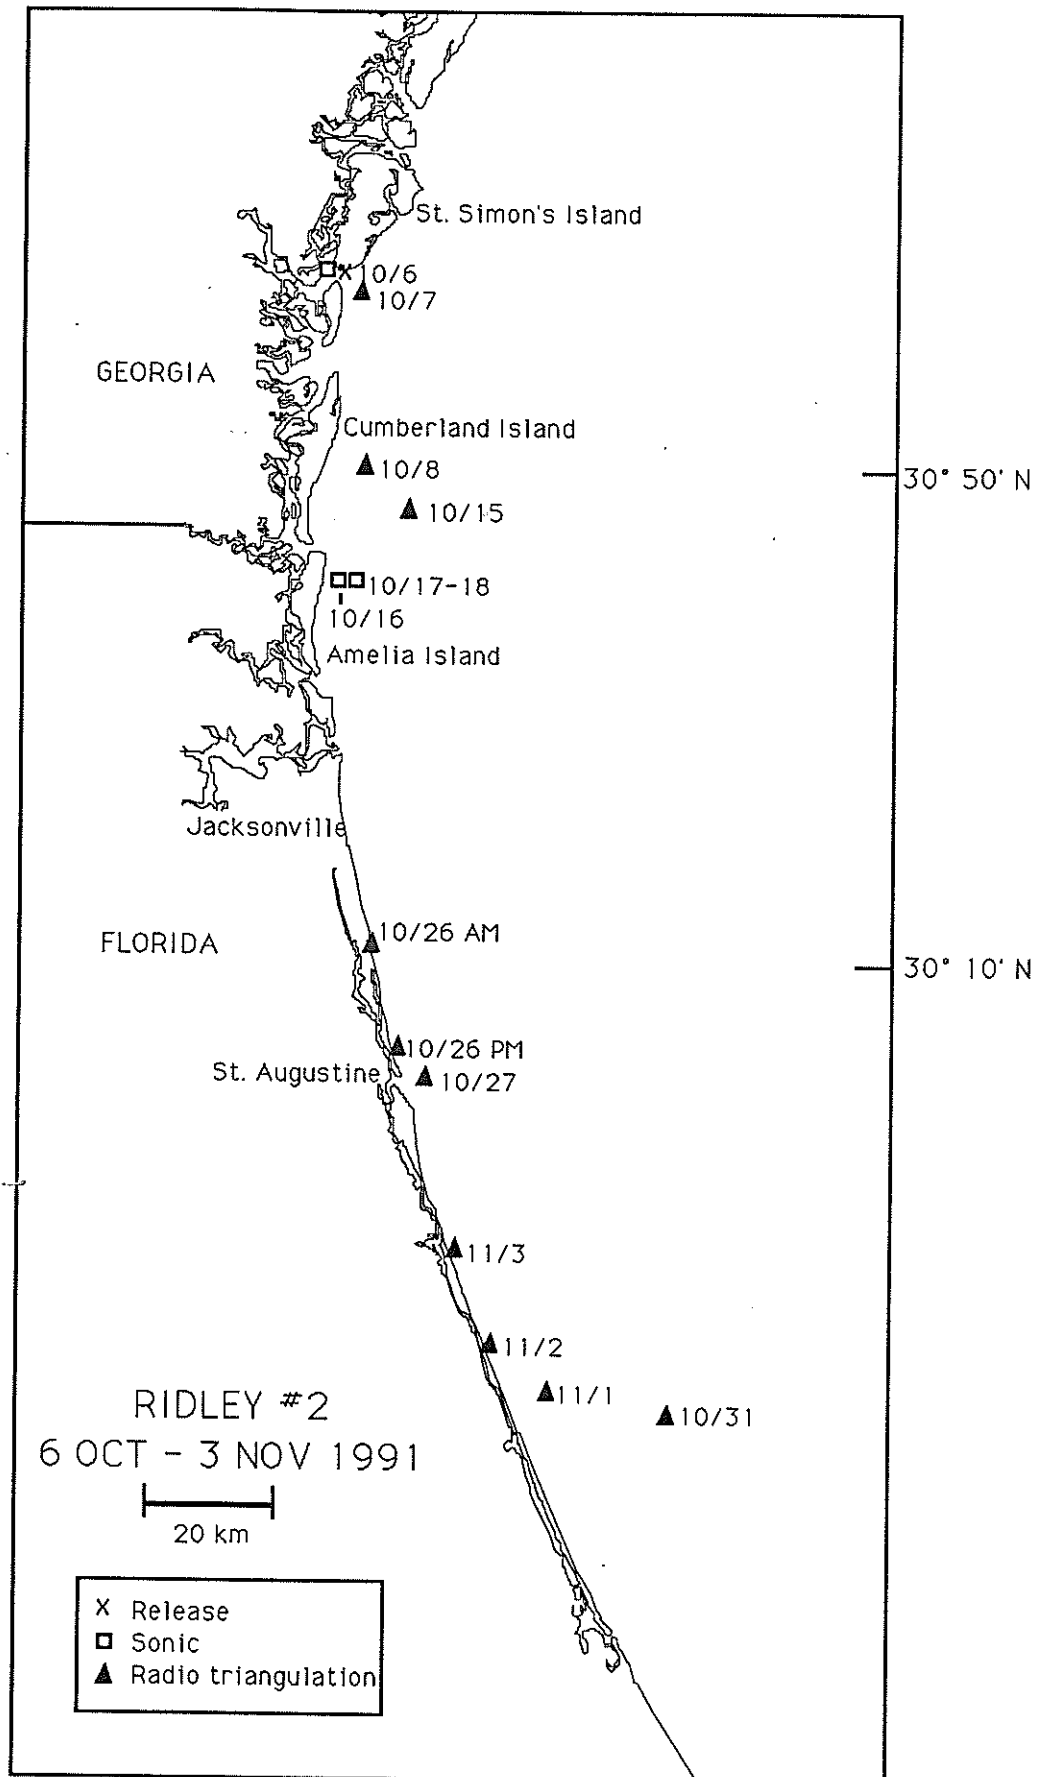 St. Simon's Island
10/6
10/7
GEORGIA
Cumberland Island
10/8
30° 50' N
10/15
10/17-18
10/16
Amelia Island
Jacksonville
10/26 AM
FLORIDA
30° 10' N
10/26 PM
St. Augustine
10/27
11/3
11/2
11/1
10/31
RIDLEY #2
6 OCT - 3 NOV 1991
20 km
X Release
Sonic
Radio triangulation